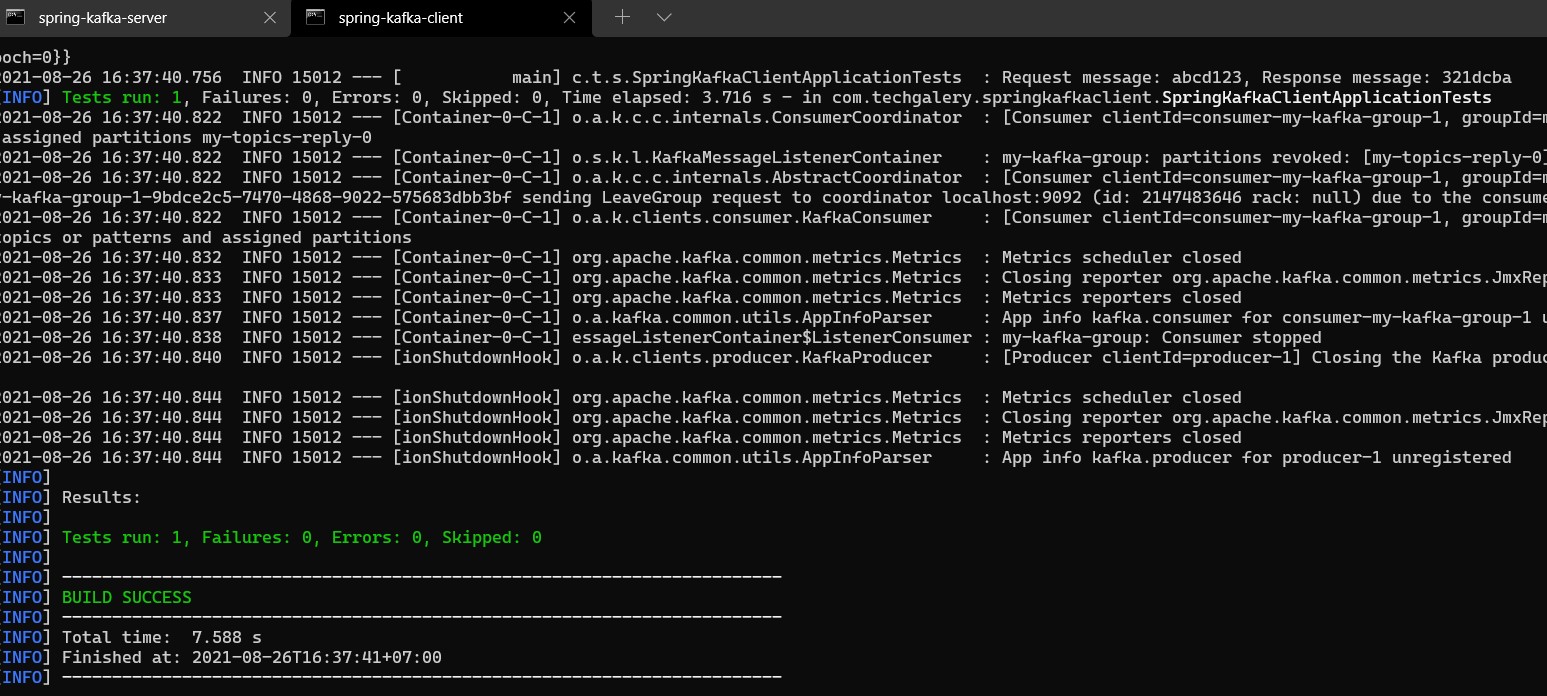 spring-kafka-server
spring-kafka-client
poch=0}}
2021-08-26 16:37:40.756  INFO 15012 --- [           main] c.t.s.SpringKafkaClientApplicationTests  : Request message: abcd123, Response message: 321dcba
[INFO] Tests run: 1, Failures: 0, Errors: 0, Skipped: 0, Time elapsed: 3.716 s - in com.techgalery.springkafkaclient.SpringKafkaClientApplicationTests
2021-08-26 16:37:40.822  INFO 15012 --- [Container-0-C-1] o.a.k.c.c.internals.ConsumerCoordinator  : [Consumer clientId=consumer-my-kafka-group-1, groupId=m
assigned partitions my-topics-reply-0
2021-08-26 16:37:40.822  INFO 15012 --- [Container-0-C-1] o.s.k.l.KafkaMessageListenerContainer    : my-kafka-group: partitions revoked: [my-topics-reply-0]
2021-08-26 16:37:40.822  INFO 15012 --- [Container-0-C-1] o.a.k.c.c.internals.AbstractCoordinator  : [Consumer clientId=consumer-my-kafka-group-1, groupId=m
y-kafka-group-1-9bdce2c5-7470-4868-9022-575683dbb3bf sending LeaveGroup request to coordinator localhost:9092 (id: 2147483646 rack: null) due to the consume
2021-08-26 16:37:40.822  INFO 15012 --- [Container-0-C-1] o.a.k.clients.consumer.KafkaConsumer     : [Consumer clientId=consumer-my-kafka-group-1, groupId=m
topics or patterns and assigned partitions
2021-08-26 16:37:40.832  INFO 15012 --- [Container-0-C-1] org.apache.kafka.common.metrics.Metrics  : Metrics scheduler closed
2021-08-26 16:37:40.833  INFO 15012 --- [Container-0-C-1] org.apache.kafka.common.metrics.Metrics  : Closing reporter org.apache.kafka.common.metrics.JmxRep
2021-08-26 16:37:40.833  INFO 15012 --- [Container-0-C-1] org.apache.kafka.common.metrics.Metrics  : Metrics reporters closed
2021-08-26 16:37:40.837  INFO 15012 --- [Container-0-C-1] o.a.kafka.common.utils.AppInfoParser     : App info kafka.consumer for consumer-my-kafka-group-1 u
2021-08-26 16:37:40.838  INFO 15012 --- [Container-0-C-1] essageListenerContainer$ListenerConsumer : my-kafka-group: Consumer stopped
2021-08-26 16:37:40.840  INFO 15012 --- [ionShutdownHook] o.a.k.clients.producer.KafkaProducer     : [Producer clientId=producer-1] Closing the Kafka produc
2021-08-26 16:37:40.844  INFO 15012 --- [ionShutdownHook] org.apache.kafka.common.metrics.Metrics  : Metrics scheduler closed
2021-08-26 16:37:40.844  INFO 15012 --- [ionShutdownHook] org.apache.kafka.common.metrics.Metrics  : Closing reporter org.apache.kafka.common.metrics.JmxRep
2021-08-26 16:37:40.844  INFO 15012 --- [ionShutdownHook] org.apache.kafka.common.metrics.Metrics  : Metrics reporters closed
2021-08-26 16:37:40.844  INFO 15012 --- [ionShutdownHook] o.a.kafka.common.utils.AppInfoParser     : App info kafka.producer for producer-1 unregistered
[INFO]
[INFO] Results:
[INFO]
[INFO] Tests run: 1, Failures: 0, Errors: 0, Skipped: 0
[INFO]
[INFO] ------------------------------------------------------------------------
[INFO] BUILD SUCCESS
[INFO] ------------------------------------------------------------------------
[INFO] Total time:  7.588 s
[INFO] Finished at: 2021-08-26T16:37:41+07:00
[INFO] ------------------------------------------------------------------------